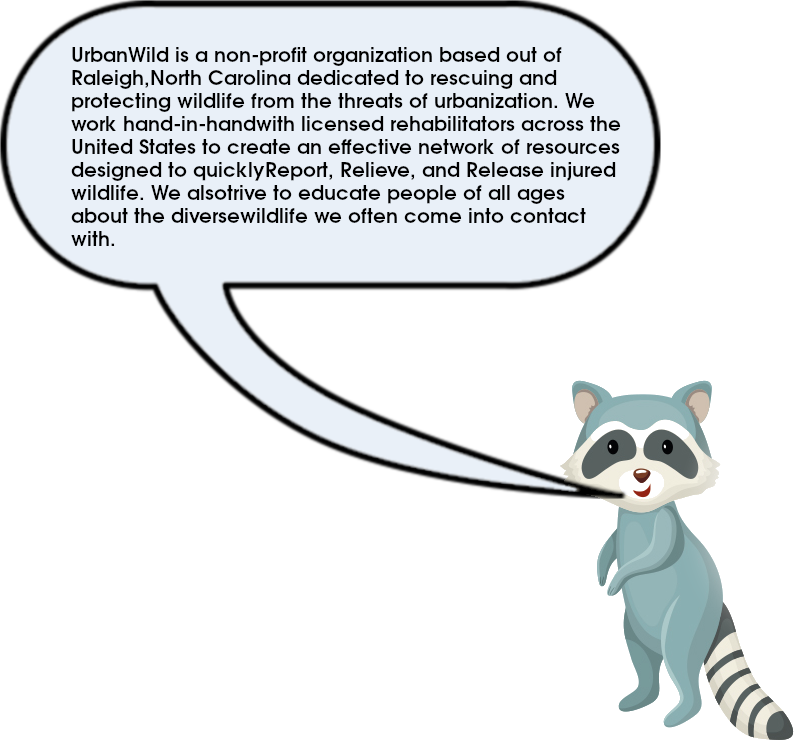 UrbanWild is a non-profit organization based out of
Raleigh,North Carolina dedicated to rescuing and
protecting wildlife from the threats of urbanization. We
work hand-in-handwith licensed rehabilitators across the
United States to create an effective network of resources
designed to quicklyReport, Relieve, and Release injured
wildlife. We alsotrive to educate people of all ages
about the diversewildlife we often come into contact
with.